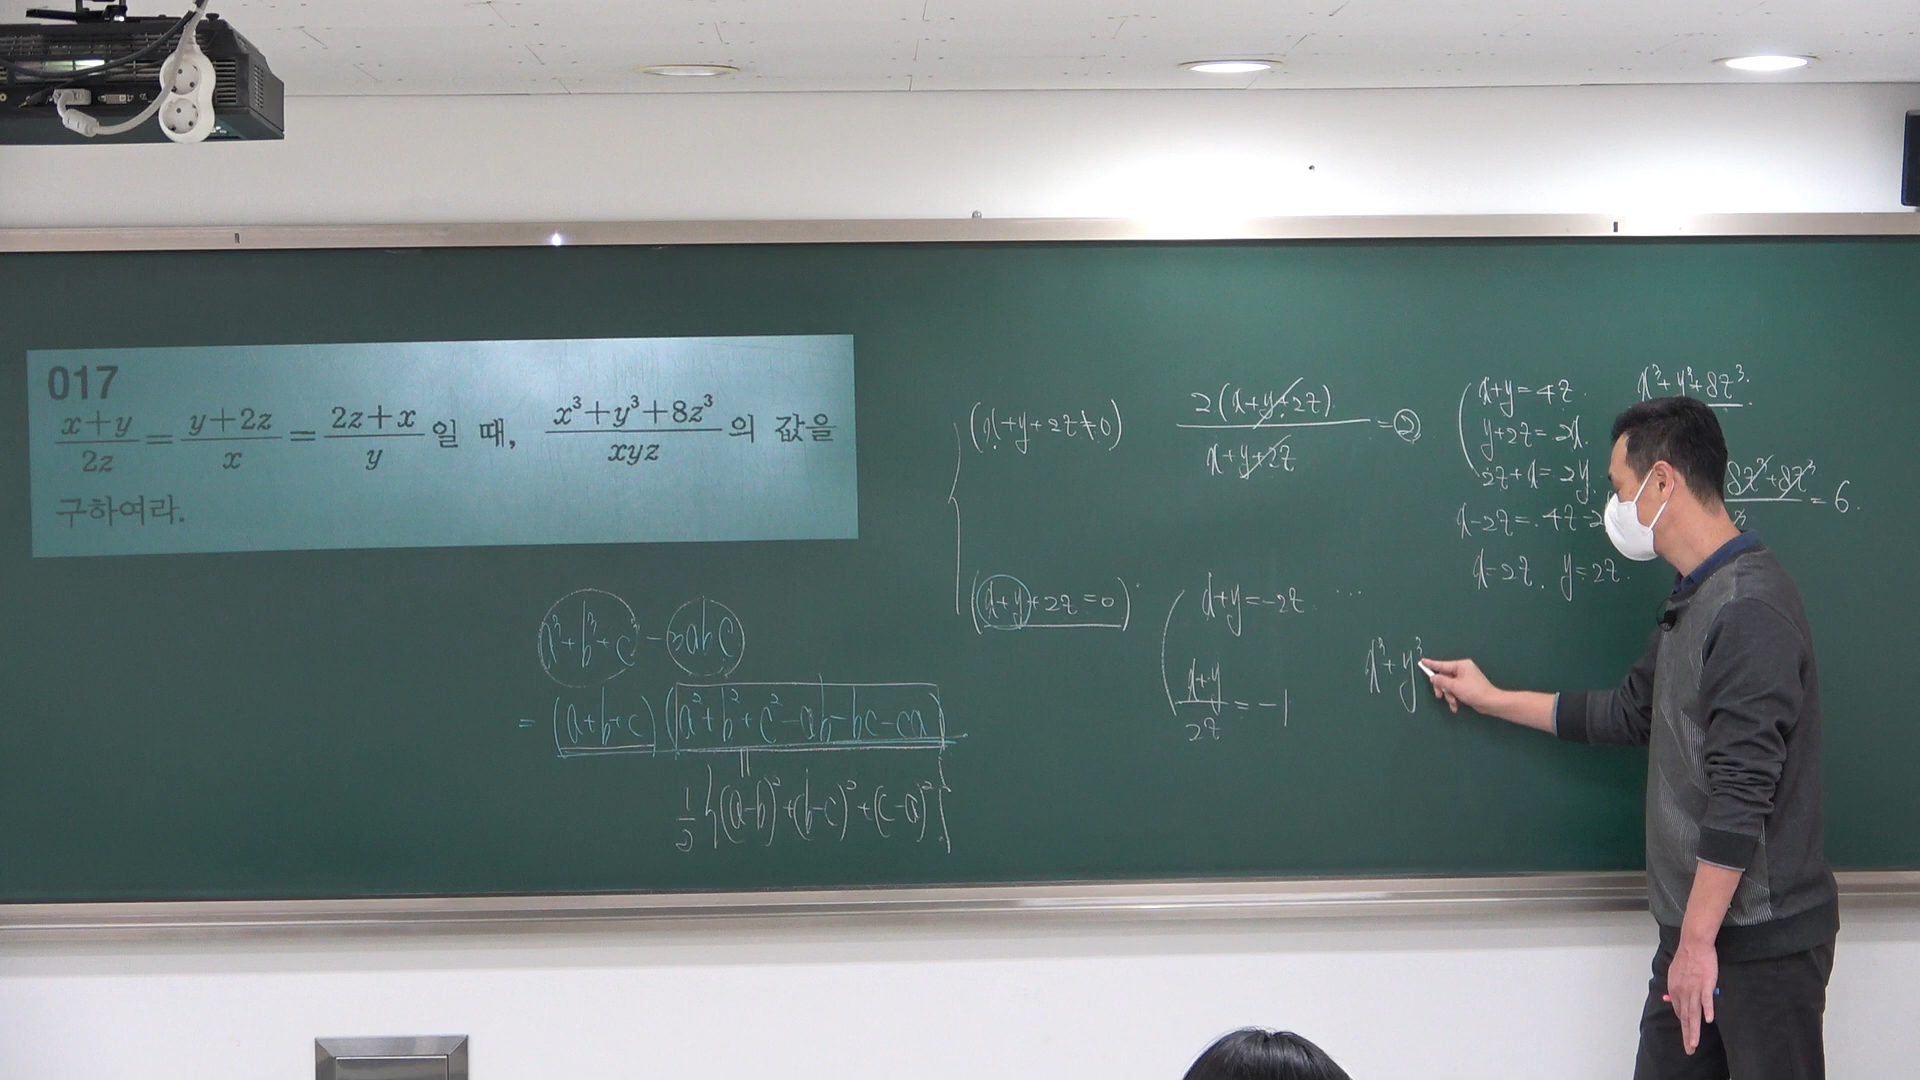 017
x+y/2z = y+2z/x = 2z+x/y 일 때, x³+y³+8z³/xyz 의 값을
구하여라.
a³+b³+c³ - 3abc
= (a+b+c)(a²+b²+c²-ab-bc-ca)
1/2{(a-b)²+(b-c)²+(c-a)²}
(x+y+2z≠0)
2(x+y+2z)/x+y+2z = 2
x+y=4z
y+2z=2x
2z+x=2y
x-2z=4z-2
x=2z. y=2z.
x³+y³+8z³
8z³+8z³ = 6.
(x+y+2z=0)
x+y=-2z ...
x+y/2z = -1
x³+y³